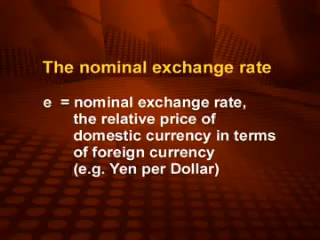 The nominal exchange rate
e = nominal exchange rate,
the relative price of
domestic currency in terms
of foreign currency
(e.g. Yen per Dollar)